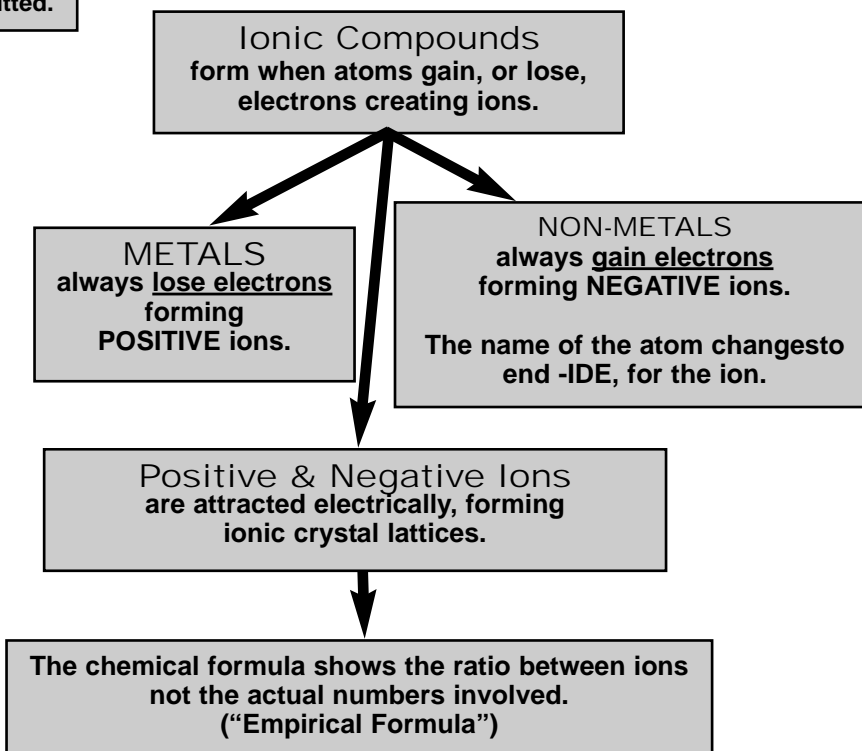 Ionic Compounds
form when atoms gain, or lose,
electrons creating ions.
METALS
always lose electrons
forming
POSITIVE ions.
NON-METALS
always gain electrons
forming NEGATIVE ions.
The name of the atom changesto
end -IDE, for the ion.
Positive & Negative Ions
are attracted electrically, forming
ionic crystal lattices.
The chemical formula shows the ratio between ions
not the actual numbers involved.
(“Empirical Formula”)